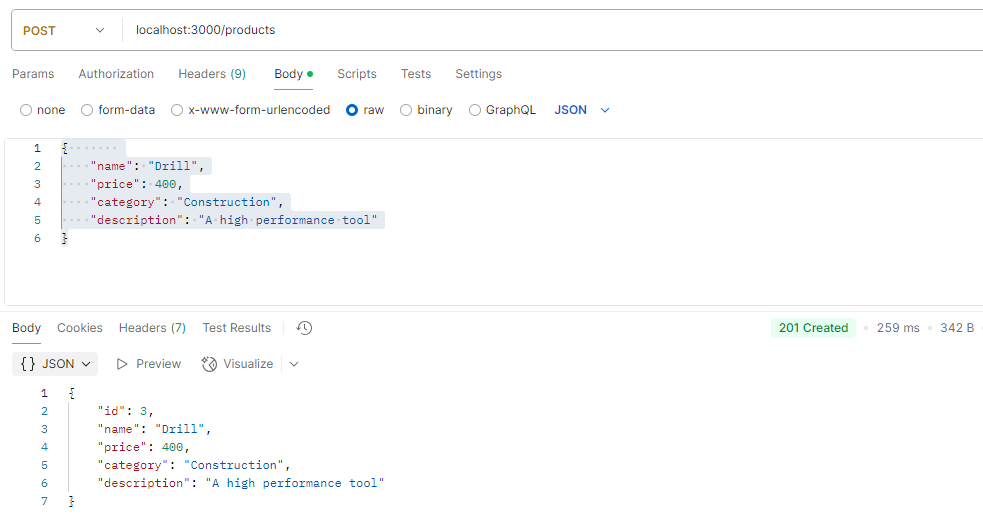 POST localhost:3000/products
Params Authorization Headers (9) Body Scripts Tests Settings
none form-data x-www-form-urlencoded raw binary GraphQL JSON
1 {
2 "name": "Drill",
3 "price": 400,
4 "category": "Construction",
5 "description": "A high performance tool"
6 }
Body Cookies Headers (7) Test Results 201 Created 259 ms 342 B
{} JSON Preview Visualize
1 {
2 "id": 3,
3 "name": "Drill",
4 "price": 400,
5 "category": "Construction",
6 "description": "A high performance tool"
7 }